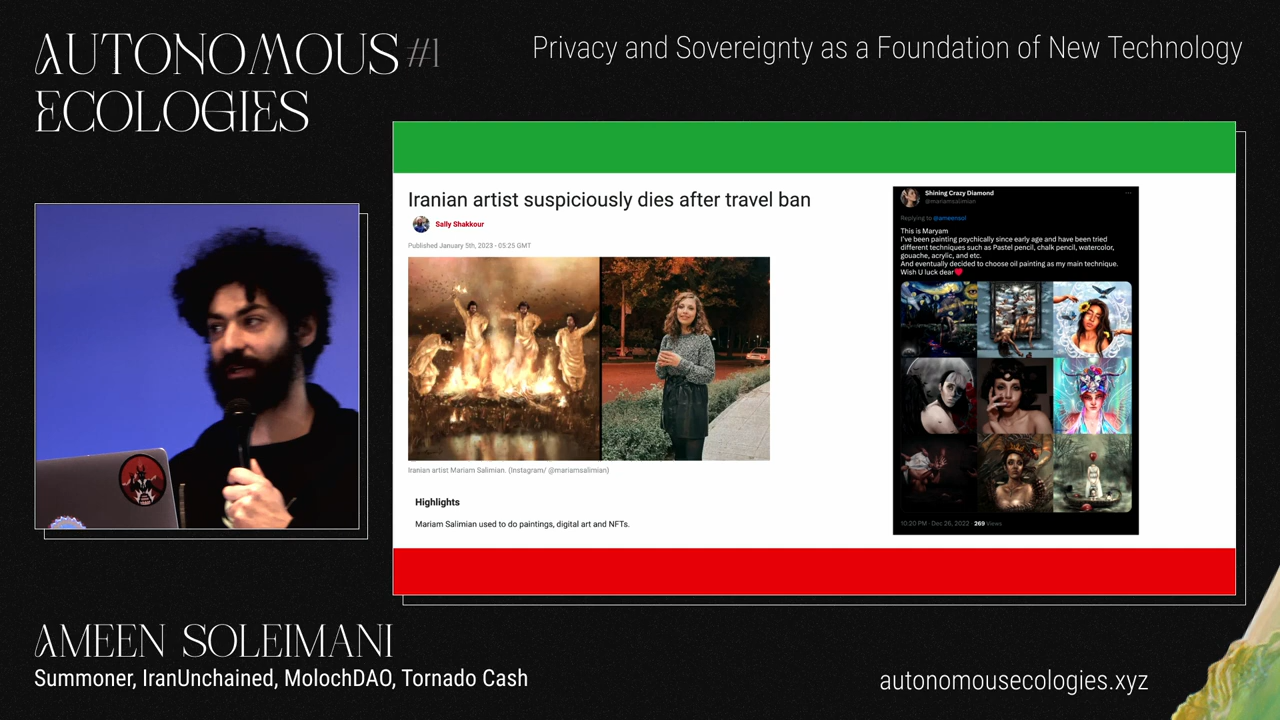 AUTONOMOUS #1
ECOLOGIES
Privacy and Sovereignty as a Foundation of New Technology
Iranian artist suspiciously dies after travel ban
Sally Shakkour
Published January 5th, 2023 - 05:25 GMT
Iranian artist Mariam Salimian. (Instagram/ @mariamsalimian)
Highlights
Mariam Salimian used to do paintings, digital art and NFTs.
Shining Crazy Diamond
@mariamsalimian
Replying to @ameensol
This is Maryam
I've been painting psychically since early age and have been tried
different techniques such as Pastel pencil, chalk pencil, watercolor,
gouache, acrylic, and etc.
And eventually decided to choose oil painting as my main technique.
Wish U luck dear❤️
10:20 PM · Dec 26, 2022 · 269 Views
AMEEN SOLEIMANI
Summoner, IranUnchained, MolochDAO, Tornado Cash
autonomousecologies.xyz